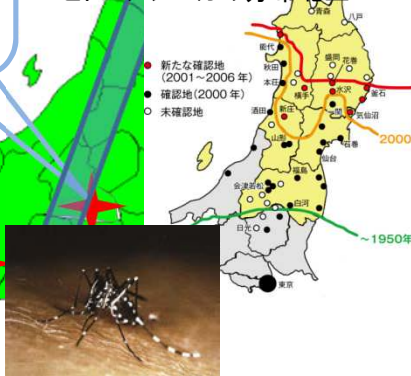 青森
八戸
能代
盛岡
花巻
秋田
● 新たな確認地
(2001～2006 年)
● 確認地(2000 年)
○ 未確認地
本荘
横手
水沢
釜石
酒田
新庄
一関
気仙沼
山形
石巻
2000
仙台
福島
会津若松
白河
日光
～1950年
東京